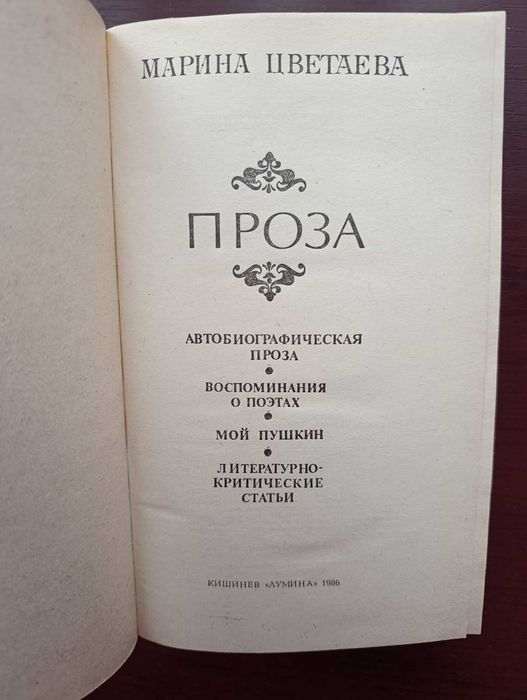 МАРИНА ЦВЕТАЕВА
ПРОЗА
АВТОБИОГРАФИЧЕСКАЯ
ПРОЗА
ВОСПОМИНАНИЯ
О ПОЭТАХ
МОЙ ПУШКИН
ЛИТЕРАТУРНО-
КРИТИЧЕСКИЕ
СТАТЬИ
КИШИНЕВ «ЛУМИНА» 1986